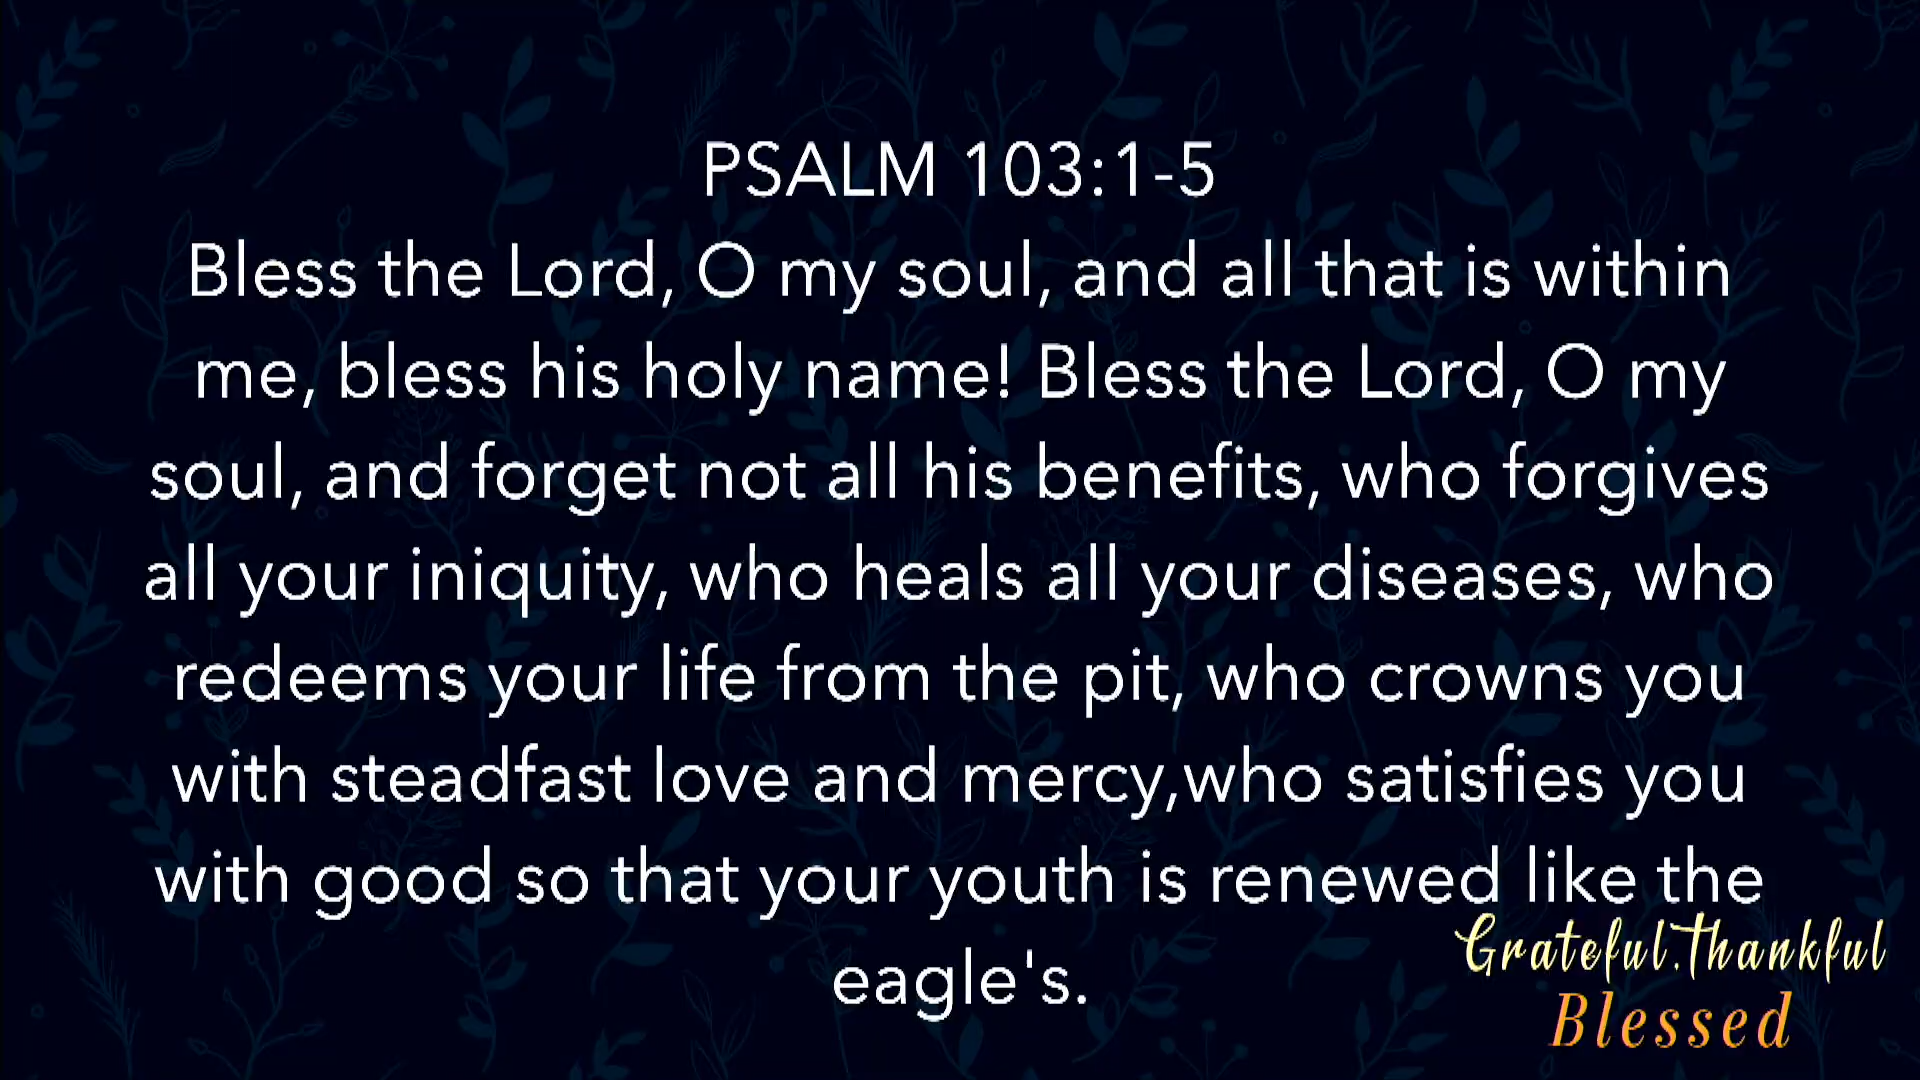 PSALM 103:1-5
Bless the Lord, O my soul, and all that is within
me, bless his holy name! Bless the Lord, O my
soul, and forget not all his benefits, who forgives
all your iniquity, who heals all your diseases, who
redeems your life from the pit, who crowns you
with steadfast love and mercy,who satisfies you
with good so that your youth is renewed like the
eagle's.
Grateful.Thankful
Blessed